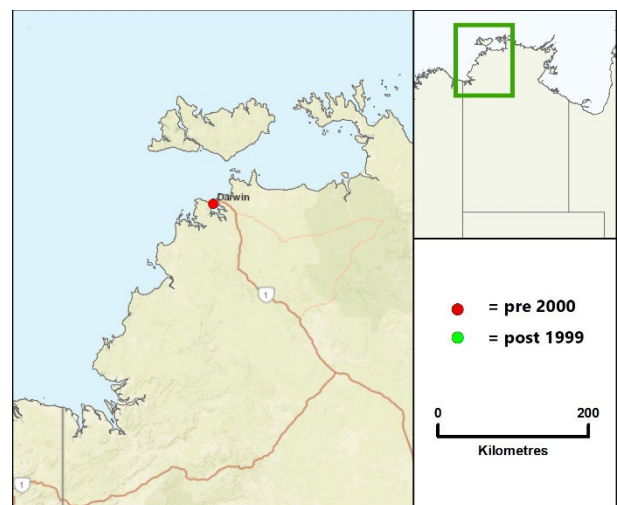 Darwin
1
1
= pre 2000
= post 1999
0 200
Kilometres